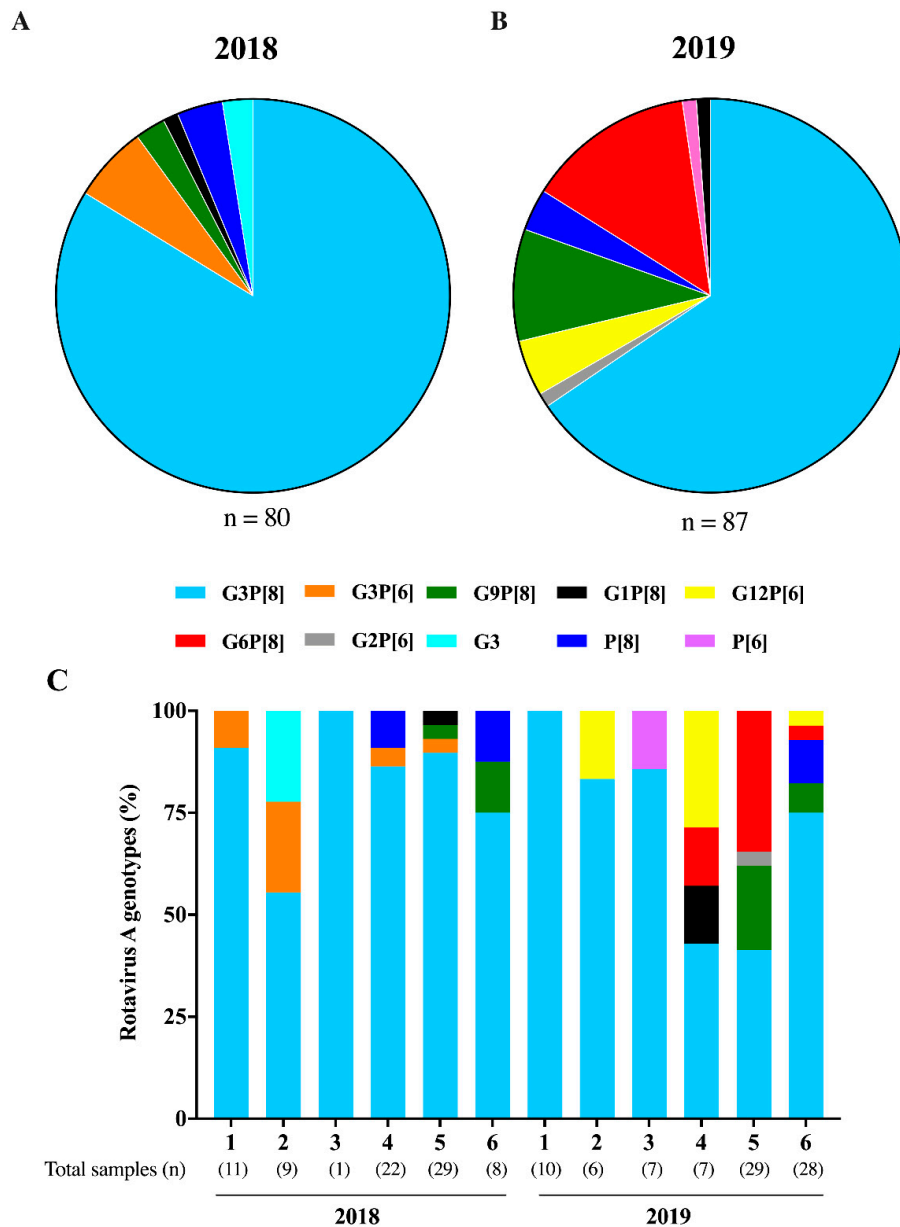 A
B
2018
2019
n = 80
n = 87
G3P[8] G3P[6] G9P[8] G1P[8] G12P[6]
G6P[8] G2P[6] G3 P[8] P[6]
C
Rotavirus A genotypes (%)
100
75
50
25
0
1 2 3 4 5 6 1 2 3 4 5 6
Total samples (n) (11) (9) (1) (22) (29) (8) (10) (6) (7) (7) (29) (28)
2018 2019